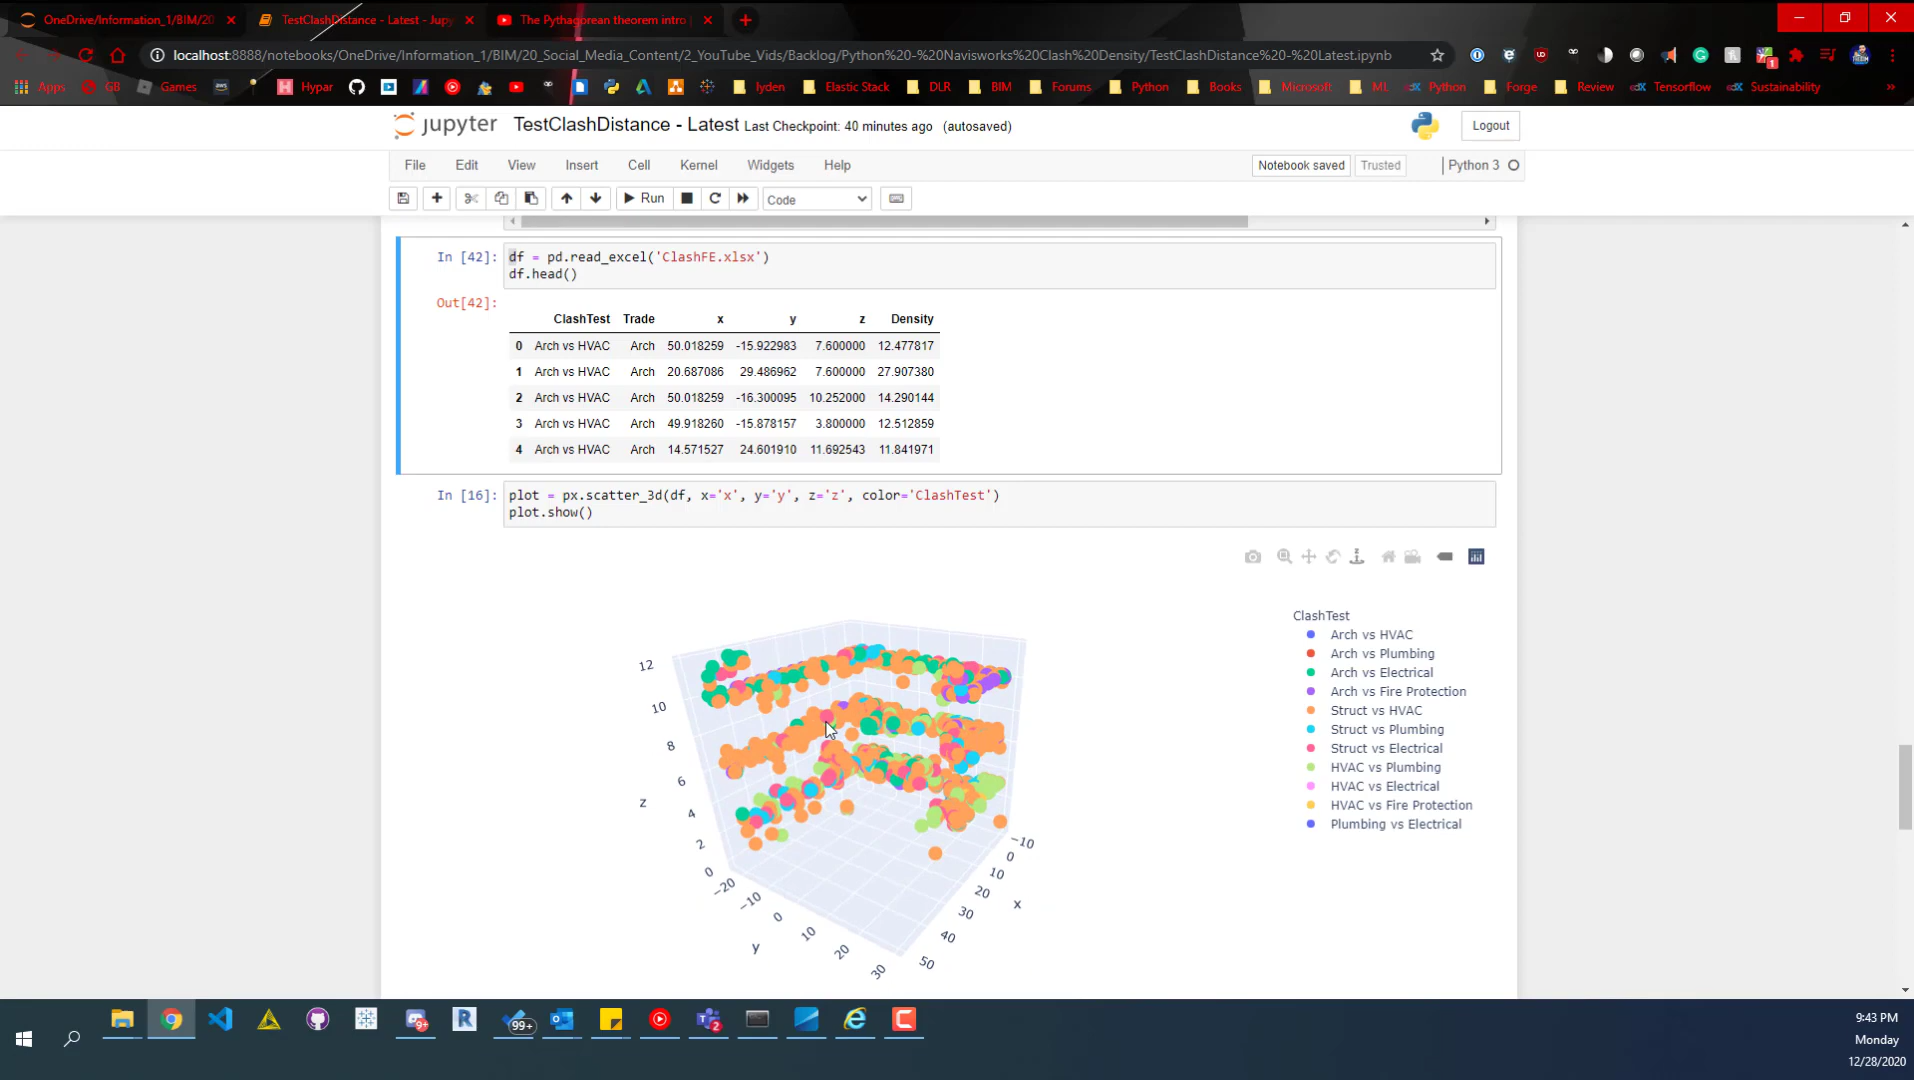 OneDrive/Information_1/BIM/20
TestClashDistance - Latest - Jupy
The Pythagorean theorem intro
localhost:8888/notebooks/OneDrive/Information_1/BIM/20_Social_Media_Content/2_YouTube_Vids/Backlog/Python%20-%20Navisworks%20Clash%20Density/TestClashDistance%20-%20Latest.ipynb
Apps GB Games aws Hypar Iyden Elastic Stack DLR BIM Forums Python Books Microsoft ML Python Forge Review Tensorflow Sustainability
jupyter TestClashDistance - Latest Last Checkpoint: 40 minutes ago (autosaved) Logout
File Edit View Insert Cell Kernel Widgets Help Notebook saved Trusted Python 3
Run Code
In [42]: df = pd.read_excel('ClashFE.xlsx')
df.head()
Out[42]:
ClashTest Trade x y z Density
0 Arch vs HVAC Arch 50.018259 -15.922983 7.600000 12.477817
1 Arch vs HVAC Arch 20.687086 29.486962 7.600000 27.907380
2 Arch vs HVAC Arch 50.018259 -16.300095 10.252000 14.290144
3 Arch vs HVAC Arch 49.918260 -15.878157 3.800000 12.512859
4 Arch vs HVAC Arch 14.571527 24.601910 11.692543 11.841971
In [16]: plot = px.scatter_3d(df, x='x', y='y', z='z', color='ClashTest')
plot.show()
ClashTest
Arch vs HVAC
Arch vs Plumbing
Arch vs Electrical
Arch vs Fire Protection
Struct vs HVAC
Struct vs Plumbing
Struct vs Electrical
HVAC vs Plumbing
HVAC vs Electrical
HVAC vs Fire Protection
Plumbing vs Electrical
12
10
8
6
4
2
0
z
−20
−10
0
10
20
30
y
−10
0
10
20
30
40
50
x
9+
R
99+
2
9:43 PM
Monday
12/28/2020